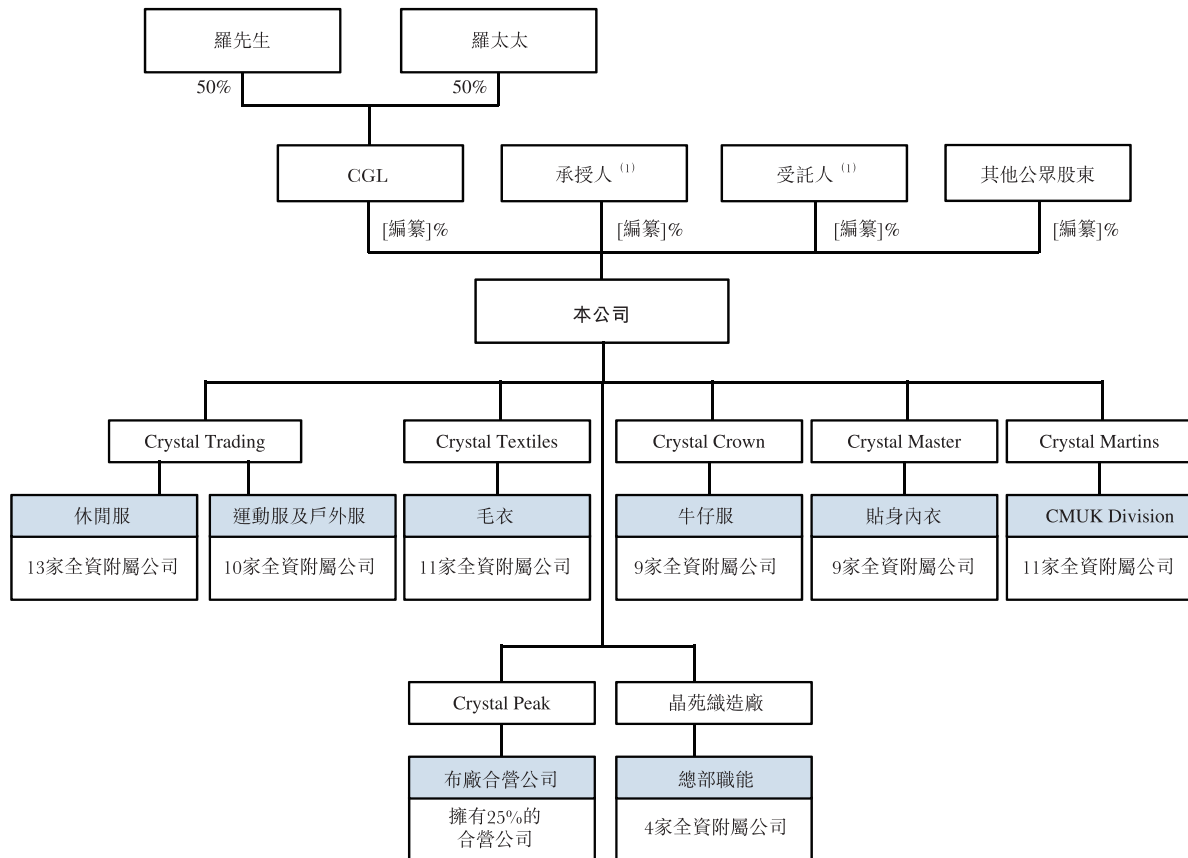 羅先生
羅太太
50%
50%
CGL
承授人 (1)
受託人 (1)
其他公眾股東
[編纂]%
[編纂]%
[編纂]%
[編纂]%
本公司
Crystal Trading
Crystal Textiles
Crystal Crown
Crystal Master
Crystal Martins
休閒服
運動服及戶外服
毛衣
牛仔服
貼身內衣
CMUK Division
13家全資附屬公司
10家全資附屬公司
11家全資附屬公司
9家全資附屬公司
9家全資附屬公司
11家全資附屬公司
Crystal Peak
晶苑織造廠
布廠合營公司
總部職能
擁有25%的
合營公司
4家全資附屬公司